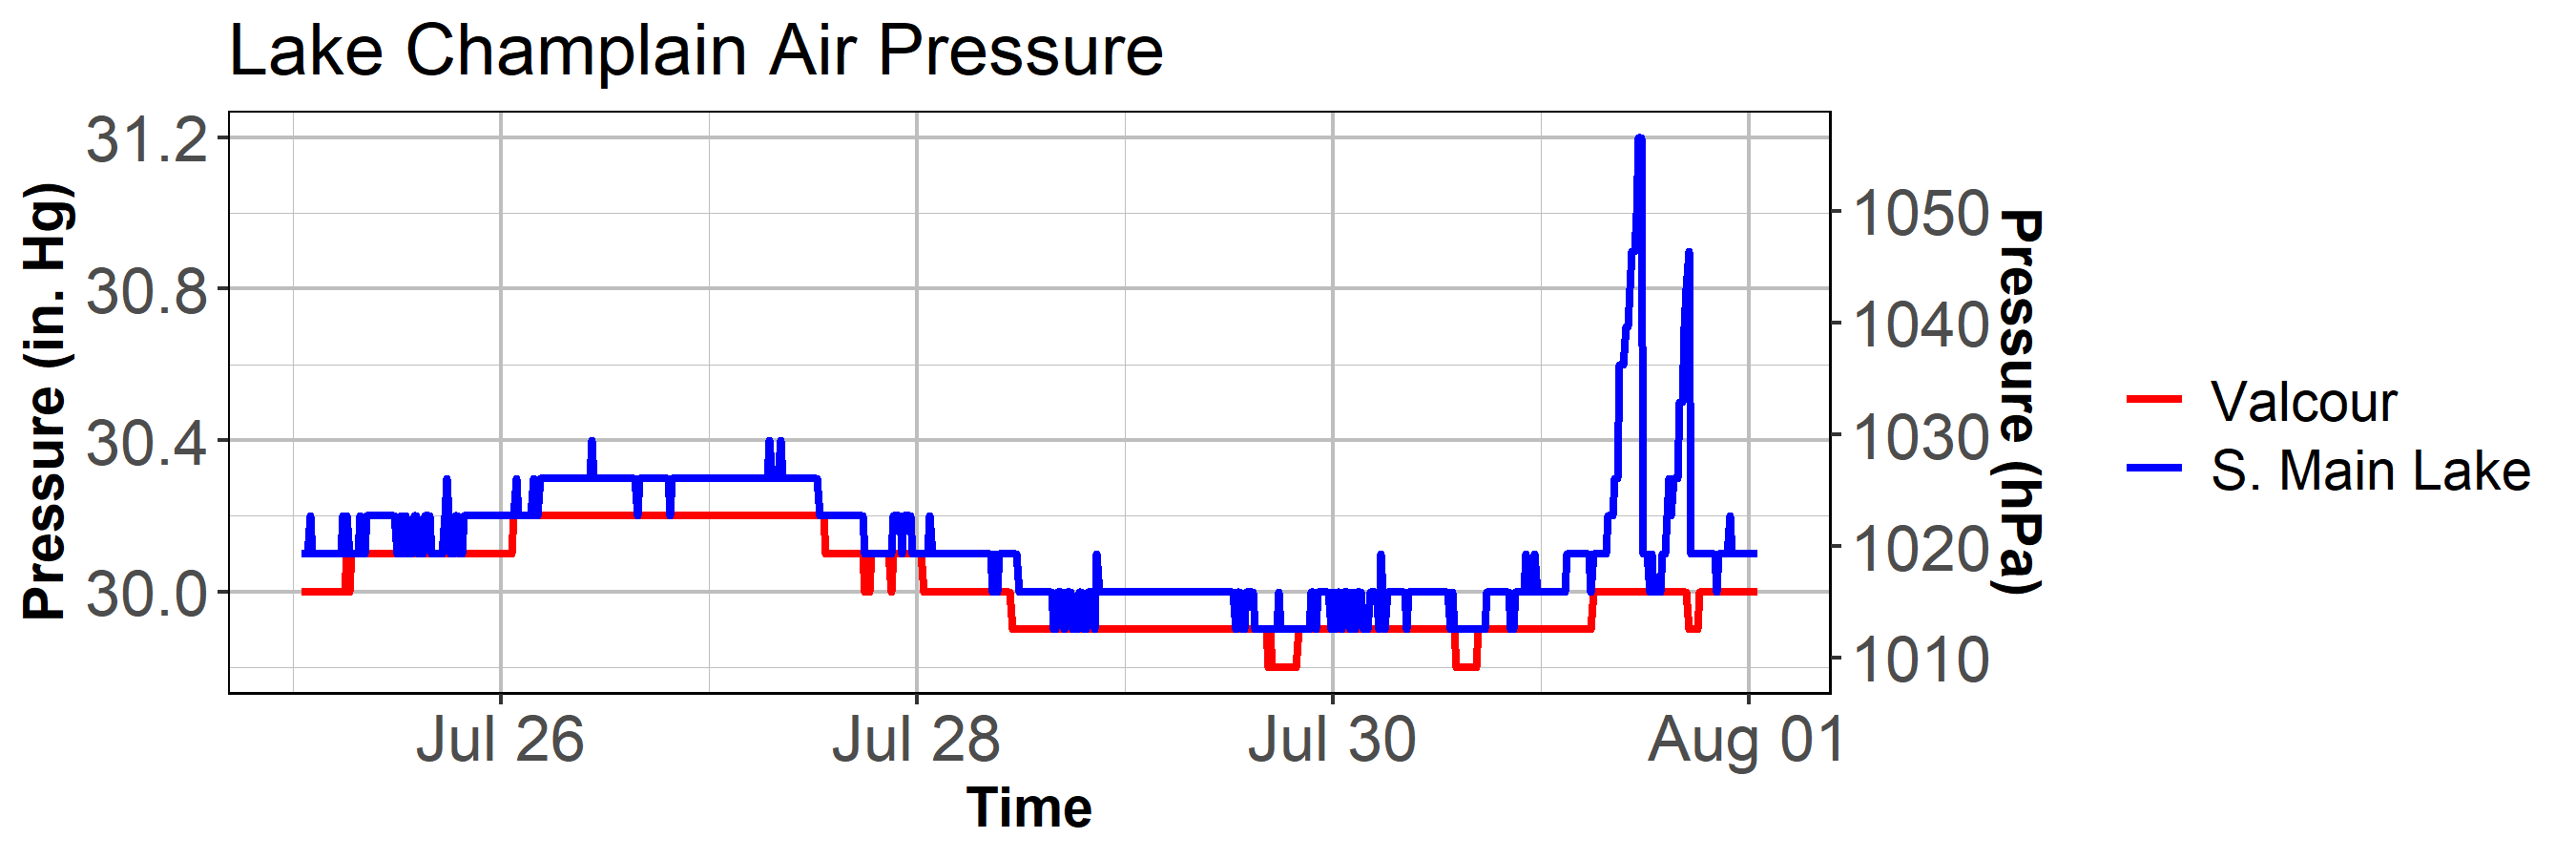 Lake Champlain Air Pressure
Pressure (in. Hg)
31.2
30.8
30.4
30.0
1050
1040
1030
1020
1010
Pressure (hPa)
Valcour
S. Main Lake
Jul 26
Jul 28
Jul 30
Aug 01
Time